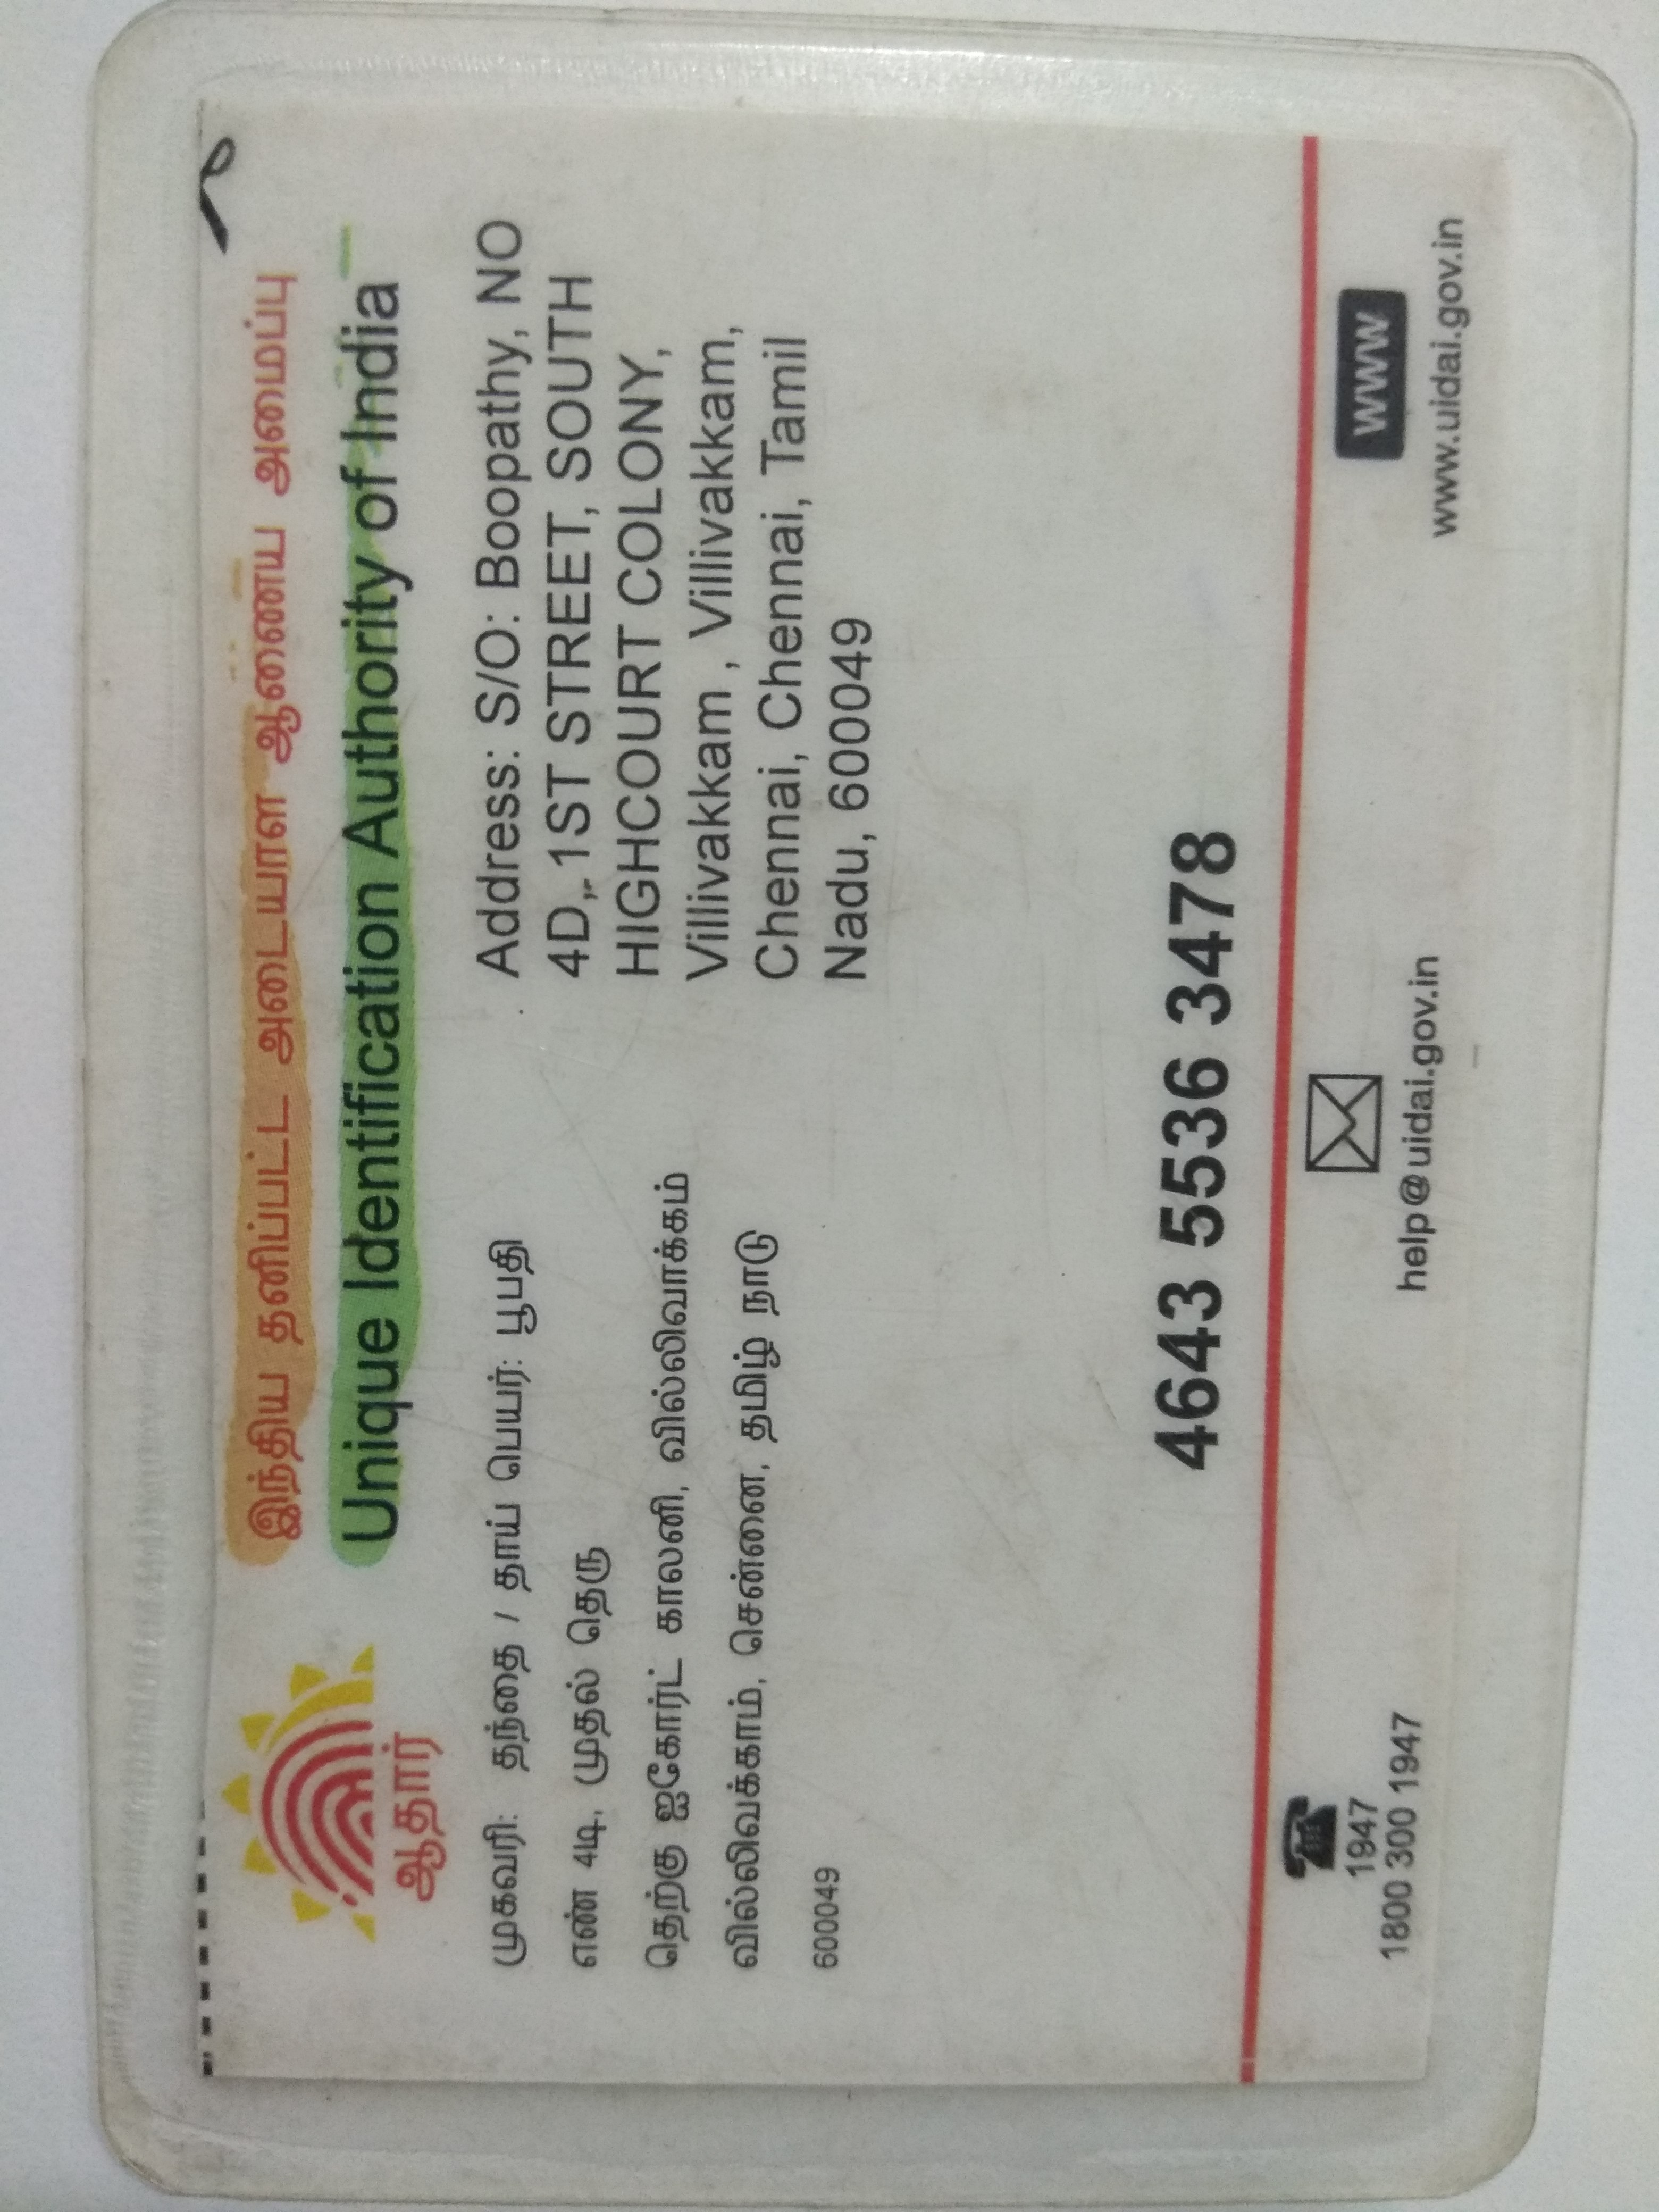 இந்திய தனிப்பட்ட அடையாள ஆணைய அமைப்பு
Unique Identification Authority of India
ஆதார்
முகவரி: தந்தை / தாய் பெயர்: பூபதி
எண் 4டி, முதல் தெரு
தெற்கு ஐகோர்ட் காலனி, வில்லிவாக்கம்
வில்லிவக்காம், சென்னை, தமிழ் நாடு
600049
Address: S/O: Boopathy, NO
4D, 1ST STREET, SOUTH
HIGHCOURT COLONY,
Villivakkam , Villivakkam,
Chennai, Chennai, Tamil
Nadu, 600049
4643 5536 3478
1947
1800 300 1947
help@uidai.gov.in
WWW
www.uidai.gov.in